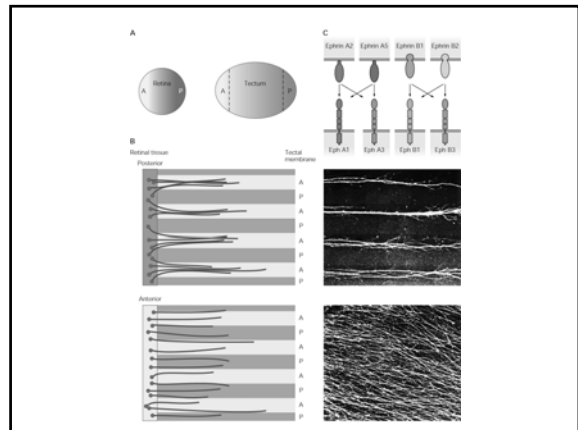 A
Retina
A P
Tectum
A P
C
Ephrin A2 Ephrin A5 Ephrin B1 Ephrin B2
Eph A1 Eph A3 Eph B1 Eph B3
B
Retinal tissue
Tectal
membrane
Posterior
A
P
A
P
A
P
A
P
Anterior
A
P
A
P
A
P
A
P